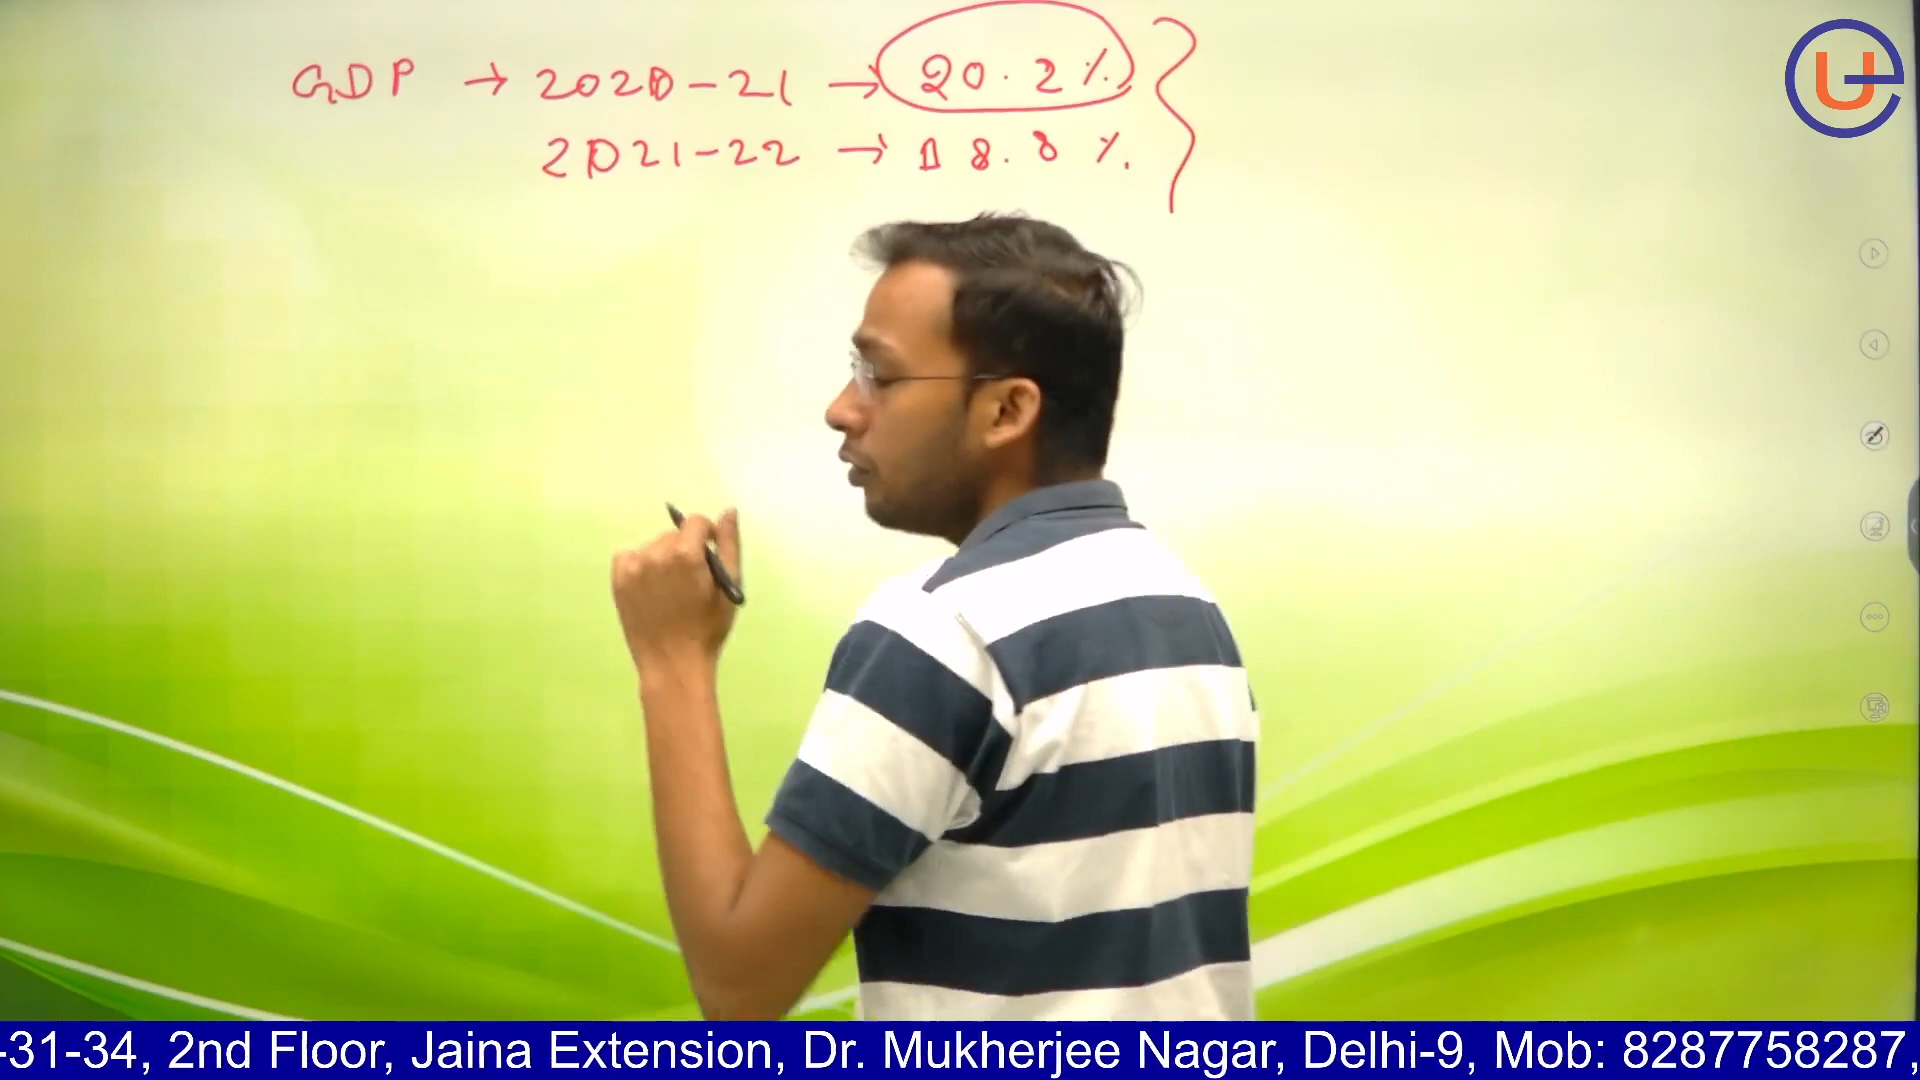 GDP → 2020-21 → 20.2%
2021-22 → 18.8%
-31-34, 2nd Floor, Jaina Extension, Dr. Mukherjee Nagar, Delhi-9, Mob: 8287758287,